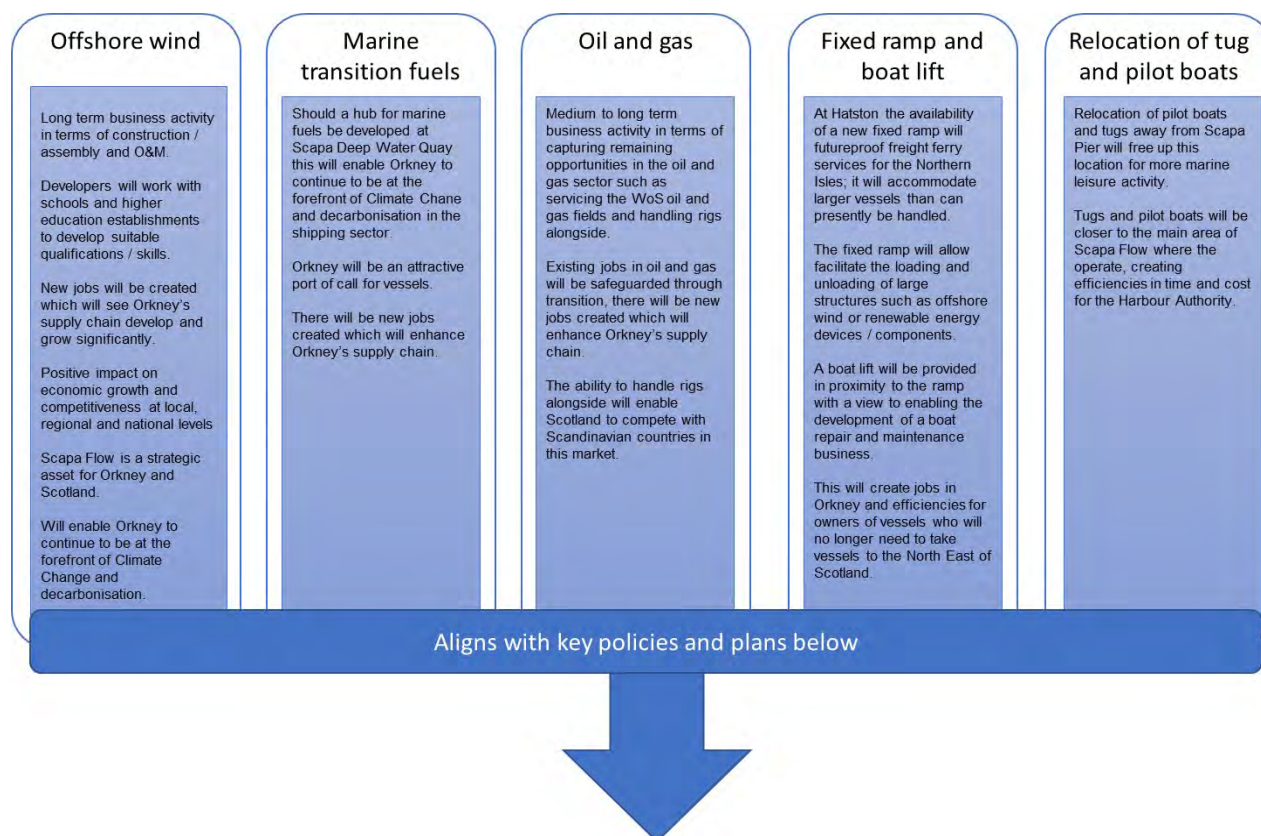 Offshore wind
Long term business activity
in terms of construction /
assembly and O&M.
Developers will work with
schools and higher
education establishments
to develop suitable
qualifications / skills.
New jobs will be created
which will see Orkney's
supply chain develop and
grow significantly.
Positive impact on
economic growth and
competitiveness at local,
regional and national levels
Scapa Flow is a strategic
asset for Orkney and
Scotland.
Will enable Orkney to
continue to be at the
forefront of Climate
Change and
decarbonisation.
Marine
transition fuels
Should a hub for marine
fuels be developed at
Scapa Deep Water Quay
this will enable Orkney to
continue to be at the
forefront of Climate Chane
and decarbonisation in the
shipping sector.
Orkney will be an attractive
port of call for vessels.
There will be new jobs
created which will enhance
Orkney's supply chain.
Oil and gas
Medium to long term
business activity in terms of
capturing remaining
opportunities in the oil and
gas sector such as
servicing the WoS oil and
gas fields and handling rigs
alongside.
Existing jobs in oil and gas
will be safeguarded through
transition, there will be new
jobs created which will
enhance Orkney's supply
chain.
The ability to handle rigs
alongside will enable
Scotland to compete with
Scandinavian countries in
this market.
Fixed ramp and
boat lift
At Hatston the availability
of a new fixed ramp will
futureproof freight ferry
services for the Northern
Isles; it will accommodate
larger vessels than can
presently be handled.
The fixed ramp will allow
facilitate the loading and
unloading of large
structures such as offshore
wind or renewable energy
devices / components.
A boat lift will be provided
in proximity to the ramp
with a view to enabling the
development of a boat
repair and maintenance
business.
This will create jobs in
Orkney and efficiencies for
owners of vessels who will
no longer need to take
vessels to the North East of
Scotland.
Relocation of tug
and pilot boats
Relocation of pilot boats
and tugs away from Scapa
Pier will free up this
location for more marine
leisure activity.
Tugs and pilot boats will be
closer to the main area of
Scapa Flow where the
operate, creating
efficiencies in time and cost
for the Harbour Authority.
Aligns with key policies and plans below